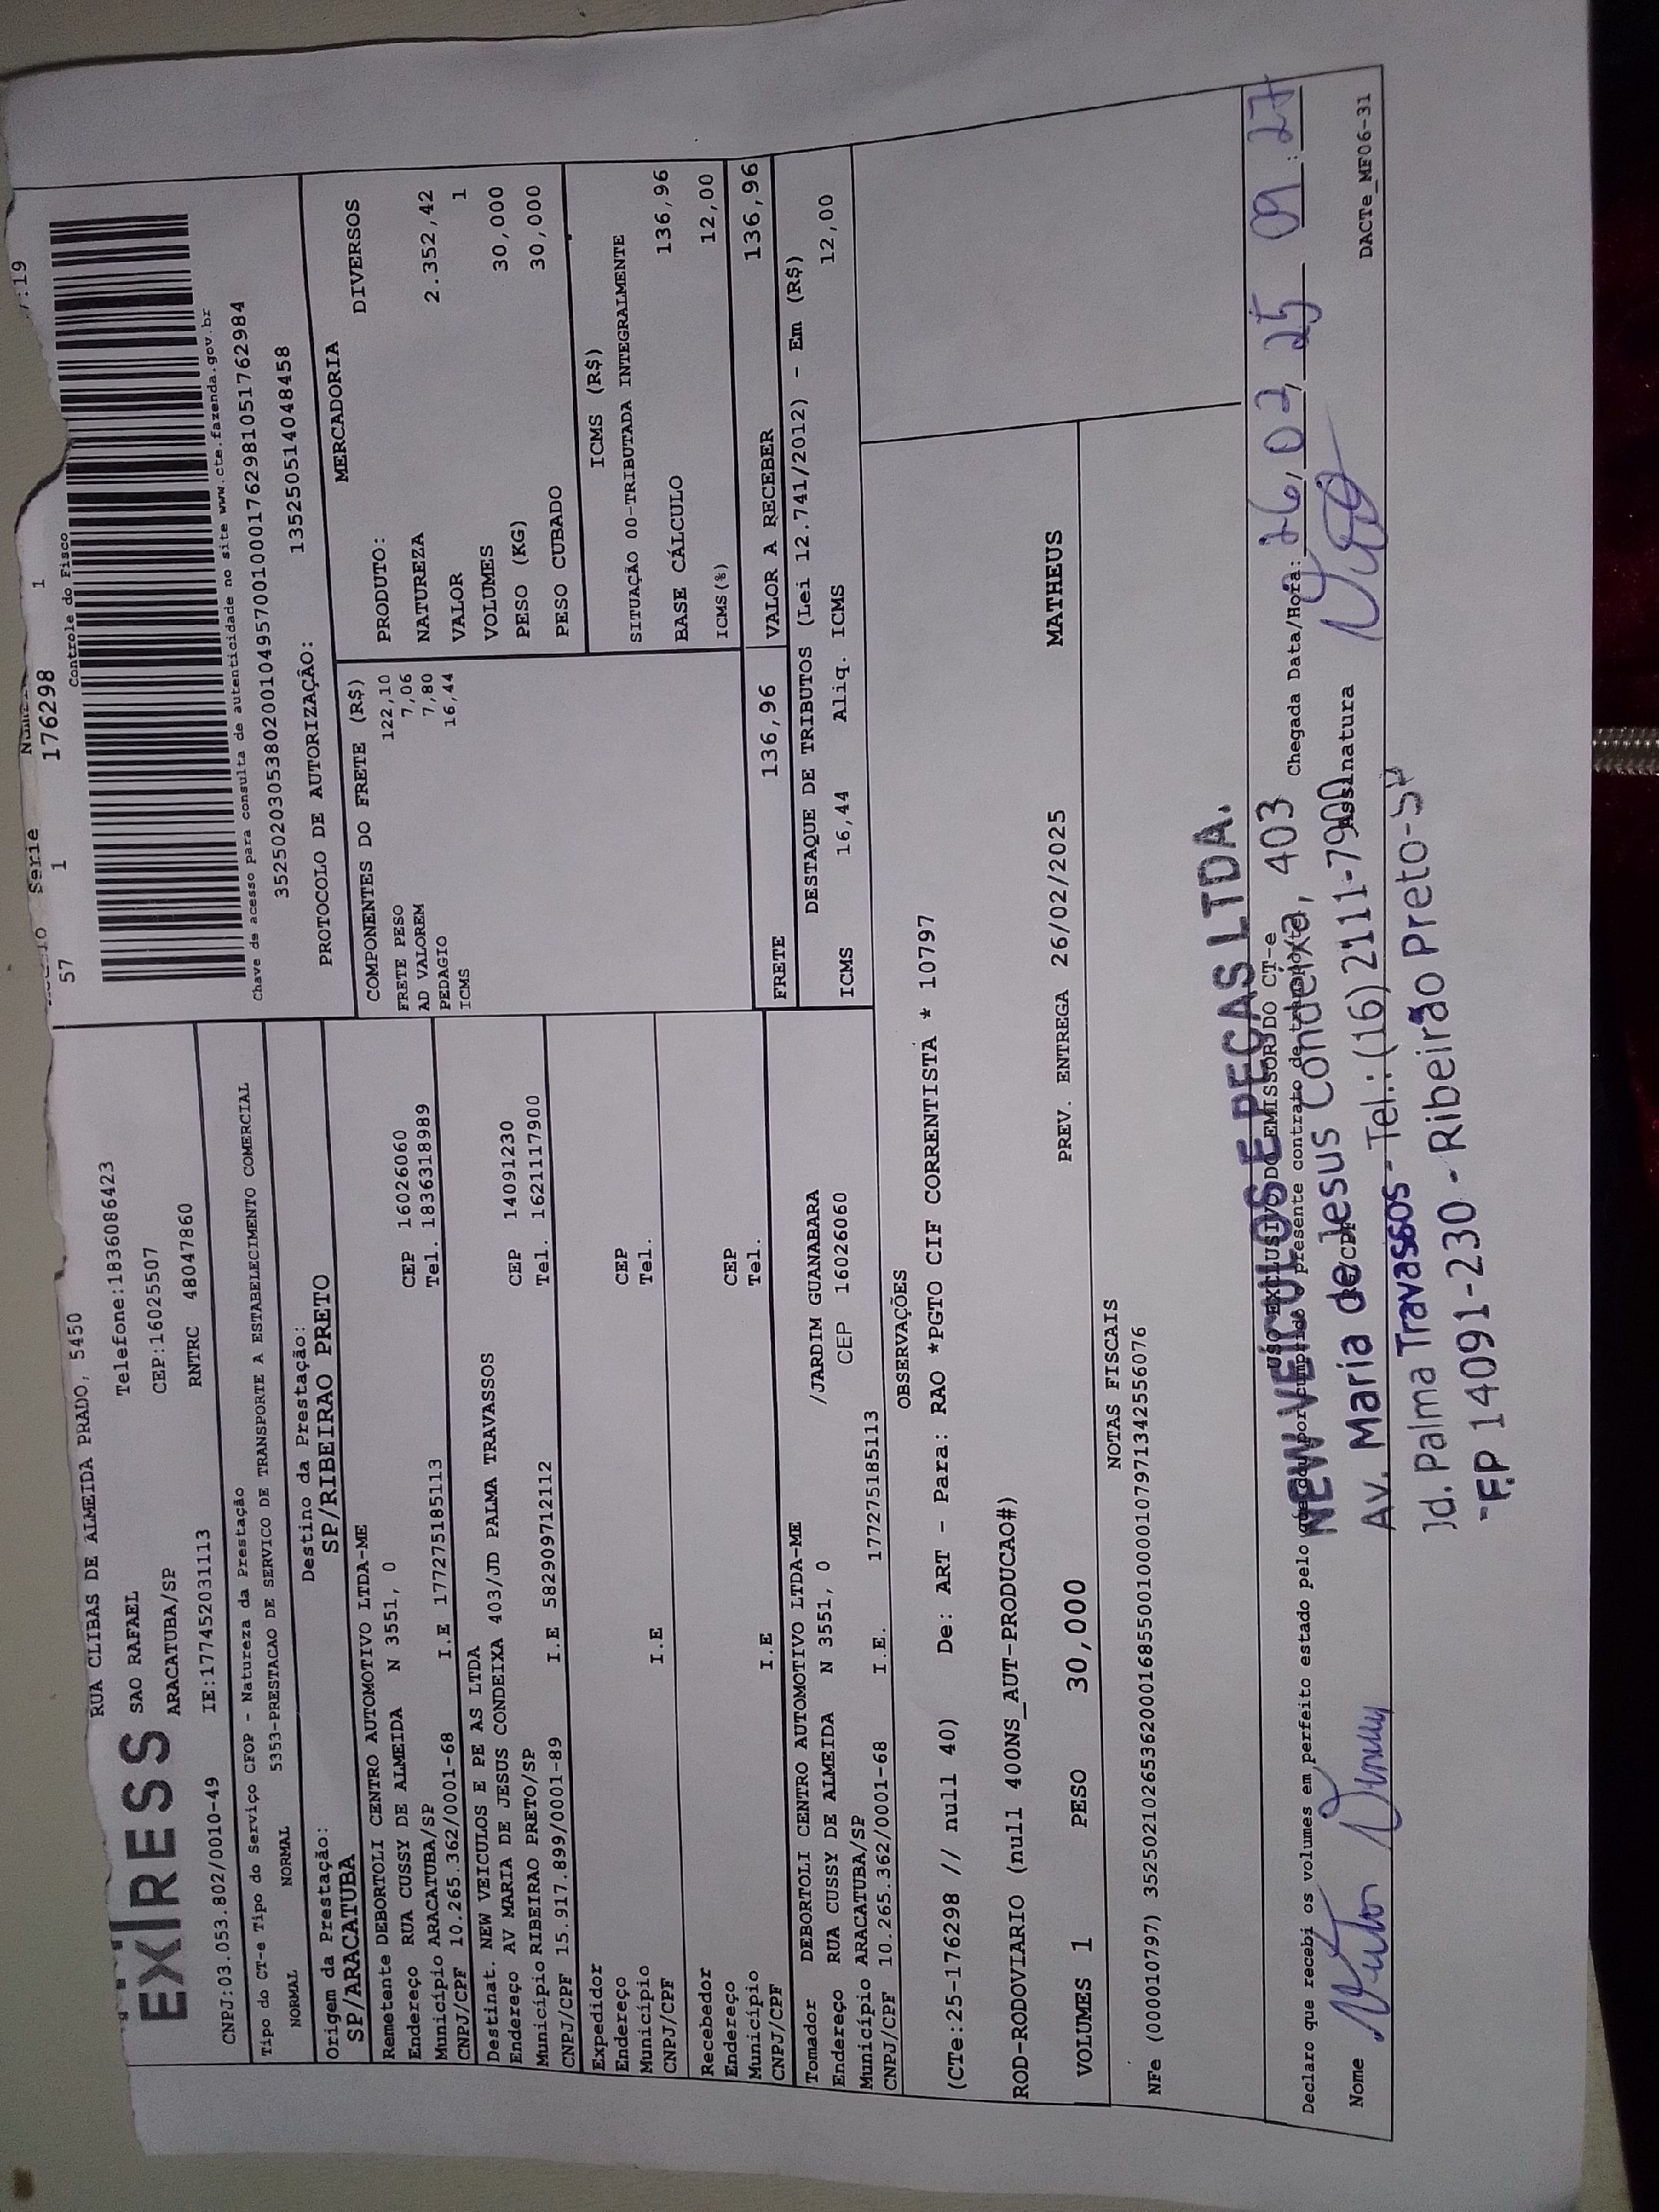 RUA CLIBAS DE ALMEIDA PRADO, 5450
EXPRESS
SAO RAFAEL Telefone:1836086423
ARACATUBA/SP CEP:16025507
CNPJ:03.053.802/0010-49 IE:177452031113 RNTRC 48047860
Tipo do CT-e Tipo do Serviço CFOP - Natureza da Prestação
NORMAL NORMAL 5353-PRESTACAO DE SERVICO DE TRANSPORTE A ESTABELECIMENTO COMERCIAL
Origem da Prestação: Destino da Prestação:
SP/ARACATUBA SP/RIBEIRAO PRETO
Serie
57 1 176298 1 7:19
Controle do Fisco
Chave de acesso para consulta de autenticidade no site www.cte.fazenda.gov.br
35250203053802001049570010001762981051762984
PROTOCOLO DE AUTORIZAÇÃO: 135250514048458
Remetente DEBORTOLI CENTRO AUTOMOTIVO LTDA-ME
Endereço RUA CUSSY DE ALMEIDA N 3551, 0 CEP 16026060
Município ARACATUBA/SP Tel. 1836318989
CNPJ/CPF 10.265.362/0001-68 I.E 177275185113
Destinat. NEW VEICULOS E PE AS LTDA
Endereço AV MARIA DE JESUS CONDEIXA 403/JD PALMA TRAVASSOS CEP 14091230
Município RIBEIRAO PRETO/SP Tel. 1621117900
CNPJ/CPF 15.917.899/0001-89 I.E 582909712112
Expedidor
Endereço CEP
Município Tel.
CNPJ/CPF I.E
Recebedor
Endereço CEP
Município Tel.
CNPJ/CPF I.E
Tomador DEBORTOLI CENTRO AUTOMOTIVO LTDA-ME
Endereço RUA CUSSY DE ALMEIDA N 3551, 0 /JARDIM GUANABARA
Município ARACATUBA/SP CEP 16026060
CNPJ/CPF 10.265.362/0001-68 I.E. 177275185113
COMPONENTES DO FRETE (R$)
FRETE PESO 122,10
AD VALOREM 7,06
PEDAGIO 7,80
ICMS 16,44
MERCADORIA
PRODUTO: DIVERSOS
NATUREZA
VALOR 2.352,42
VOLUMES 1
PESO (KG) 30,000
PESO CUBADO 30,000
ICMS (R$)
SITUAÇÃO 00-TRIBUTADA INTEGRALMENTE
BASE CÁLCULO 136,96
ICMS(%) 12,00
FRETE 136,96 VALOR A RECEBER 136,96
DESTAQUE DE TRIBUTOS (Lei 12.741/2012) - Em (R$)
ICMS 16,44 Aliq. ICMS 12,00
OBSERVAÇÕES
(CTe:25-176298 // null 40) De: ART - Para: RAO *PGTO CIF CORRENTISTA * 10797
ROD-RODOVIARIO (null 400NS_AUT-PRODUCAO#)
VOLUMES 1 PESO 30,000 PREV. ENTREGA 26/02/2025 MATHEUS
NOTAS FISCAIS
NFe (000010797) 35250210265362000168550010000107971342556076
USO EXCLUSIVO DO EMISSOR DO CT-e
Declaro que recebi os volumes em perfeito estado pelo que dou por cumprido o presente contrato de transporte, Chegada Data/Hora: 26/02/25 09:27
Nome Assinatura
DACTe_MF06-31
NEW VEÍCULOS E PEÇAS LTDA.
Av. Maria de Jesus Condeixa, 403
Jd. Palma Travassos - Tel.: (16) 2111-7900
CEP 14091-230 - Ribeirão Preto-SP